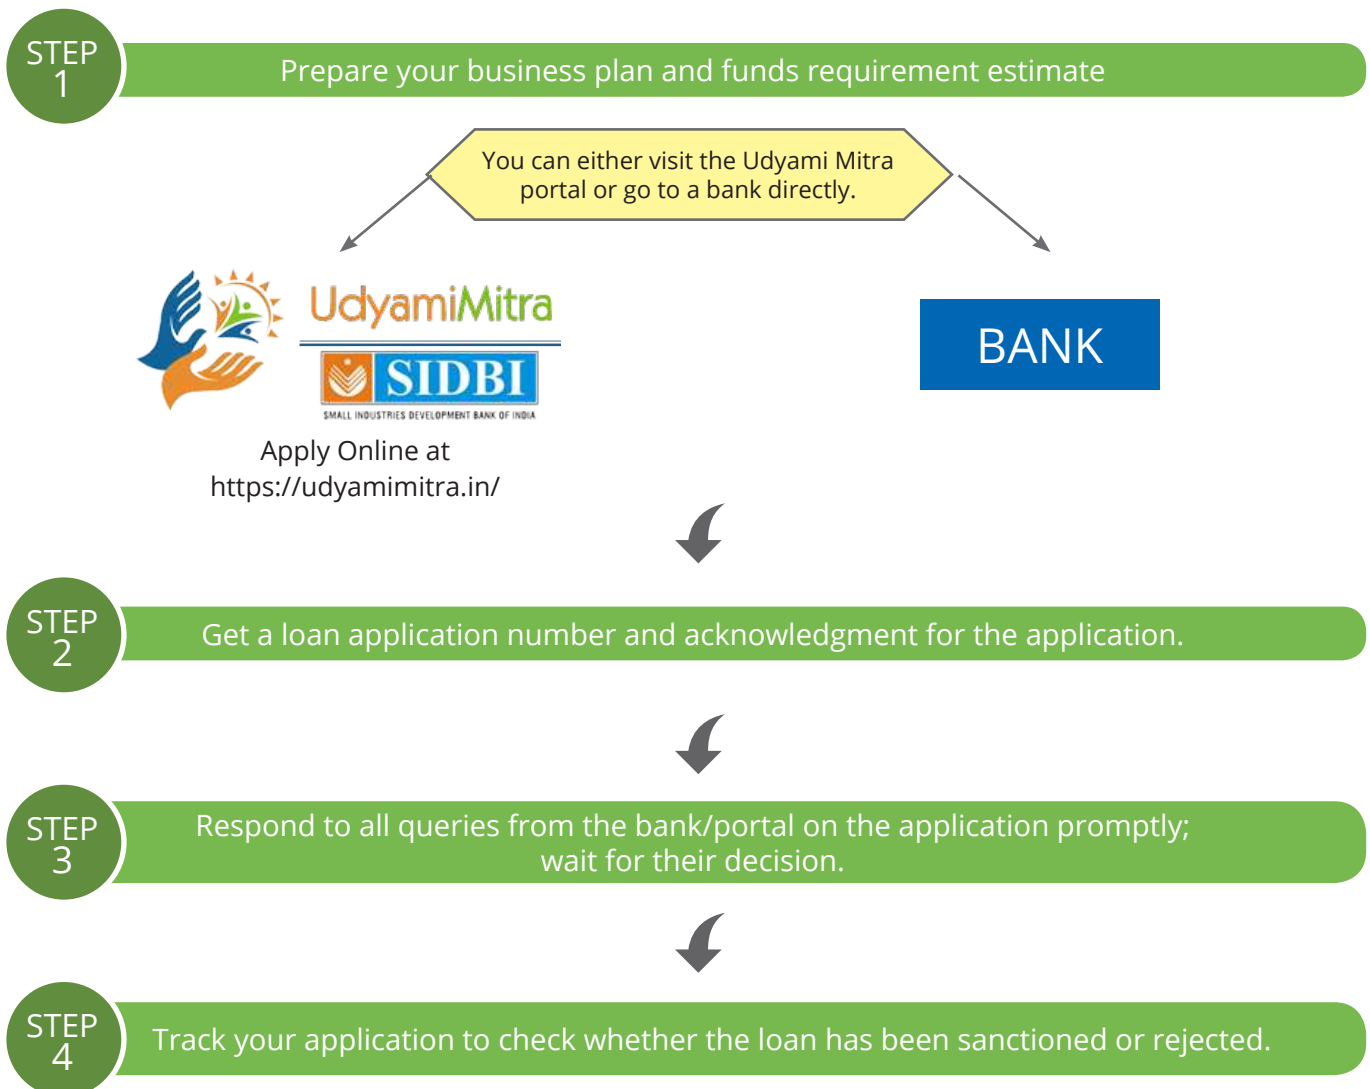 STEP
1
Prepare your business plan and funds requirement estimate
You can either visit the Udyami Mitra
portal or go to a bank directly.
UdyamiMitra
SIDBI
SMALL INDUSTRIES DEVELOPMENT BANK OF INDIA
Apply Online at
https://udyamimitra.in/
BANK
STEP
2
Get a loan application number and acknowledgment for the application.
STEP
3
Respond to all queries from the bank/portal on the application promptly;
wait for their decision.
STEP
4
Track your application to check whether the loan has been sanctioned or rejected.